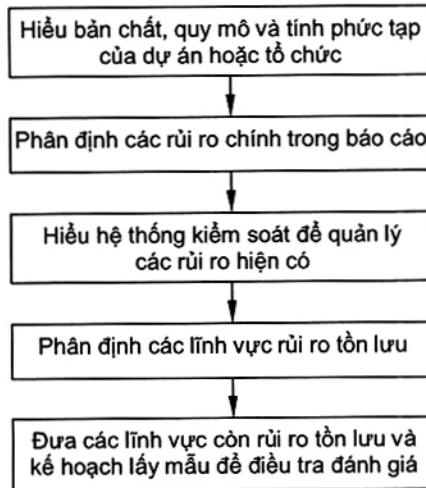 Hiểu bản chất, quy mô và tính phức tạp
của dự án hoặc tổ chức
Phân định các rủi ro chính trong báo cáo
Hiểu hệ thống kiểm soát để quản lý
các rủi ro hiện có
Phân định các lĩnh vực rủi ro tồn lưu
Đưa các lĩnh vực còn rủi ro tồn lưu và
kế hoạch lấy mẫu để điều tra đánh giá